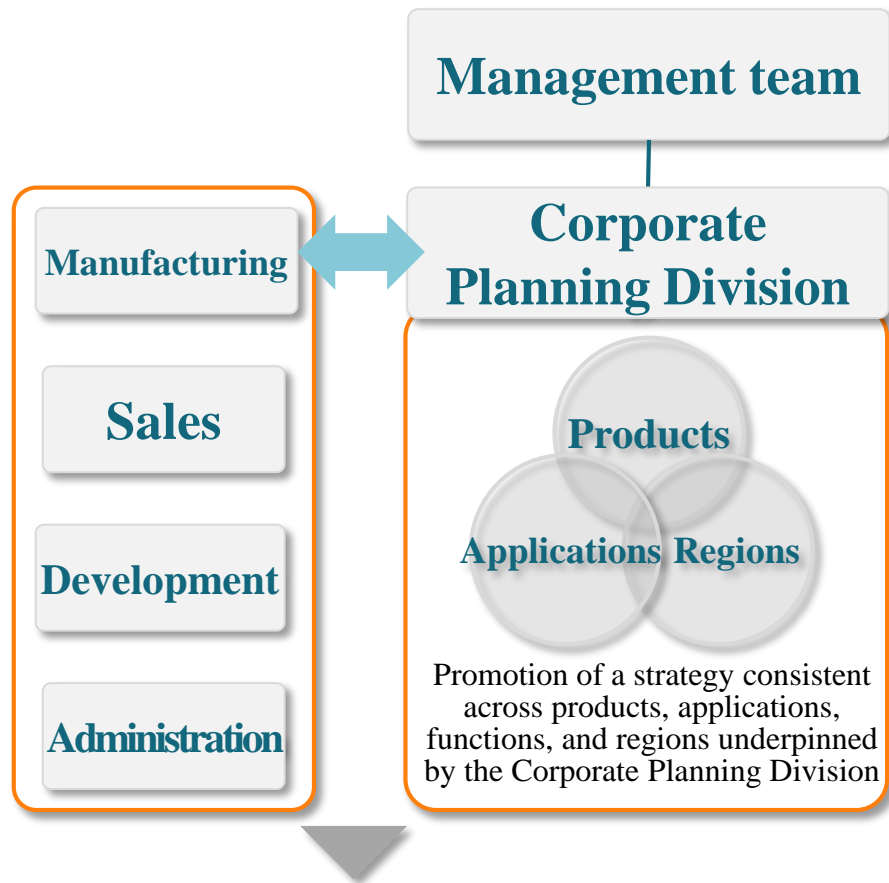 Management team
Corporate
Planning Division
Manufacturing
Sales
Development
Administration
Products
Applications
Regions
Promotion of a strategy consistent
across products, applications,
functions, and regions underpinned
by the Corporate Planning Division